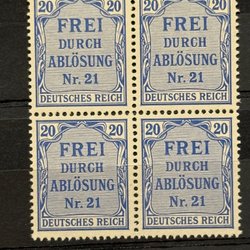 20 20 20 20
FREI FREI
DURCH DURCH
ABLÖSUNG ABLÖSUNG
Nr. 21 Nr. 21
DEUTSCHES REICH DEUTSCHES REICH
20 20 20 20
FREI FREI
DURCH DURCH
ABLÖSUNG ABLÖSUNG
Nr. 21 Nr. 21
DEUTSCHES REICH DEUTSCHES REICH